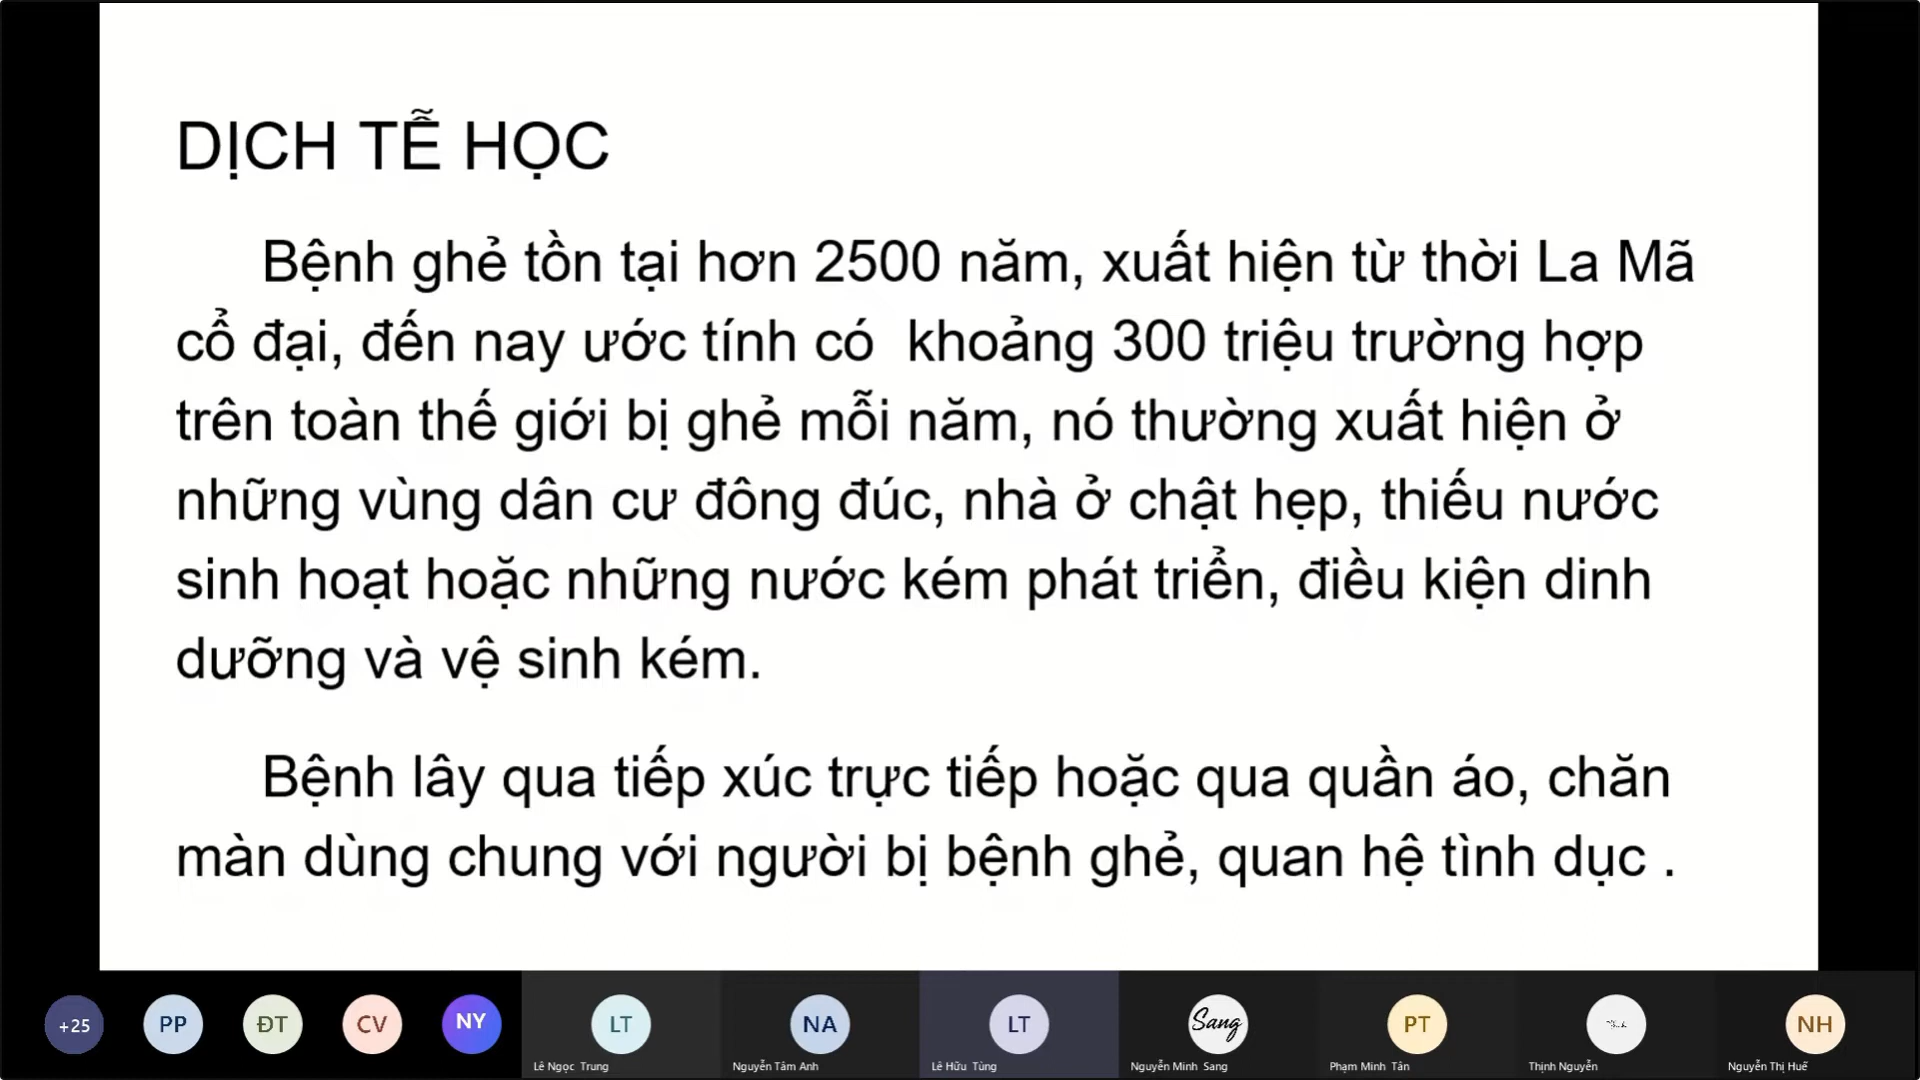 DỊCH TỄ HỌC
Bệnh ghẻ tồn tại hơn 2500 năm, xuất hiện từ thời La Mã
cổ đại, đến nay ước tính có  khoảng 300 triệu trường hợp
trên toàn thế giới bị ghẻ mỗi năm, nó thường xuất hiện ở
những vùng dân cư đông đúc, nhà ở chật hẹp, thiếu nước
sinh hoạt hoặc những nước kém phát triển, điều kiện dinh
dưỡng và vệ sinh kém.
Bệnh lây qua tiếp xúc trực tiếp hoặc qua quần áo, chăn
màn dùng chung với người bị bệnh ghẻ, quan hệ tình dục .
+25 PP ĐT CV NY LT NA LT Sang PT NH
Lê Ngọc Trung Nguyễn Tâm Anh Lê Hữu Tùng Nguyễn Minh Sang Phạm Minh Tân Thịnh Nguyễn Nguyễn Thị Huế